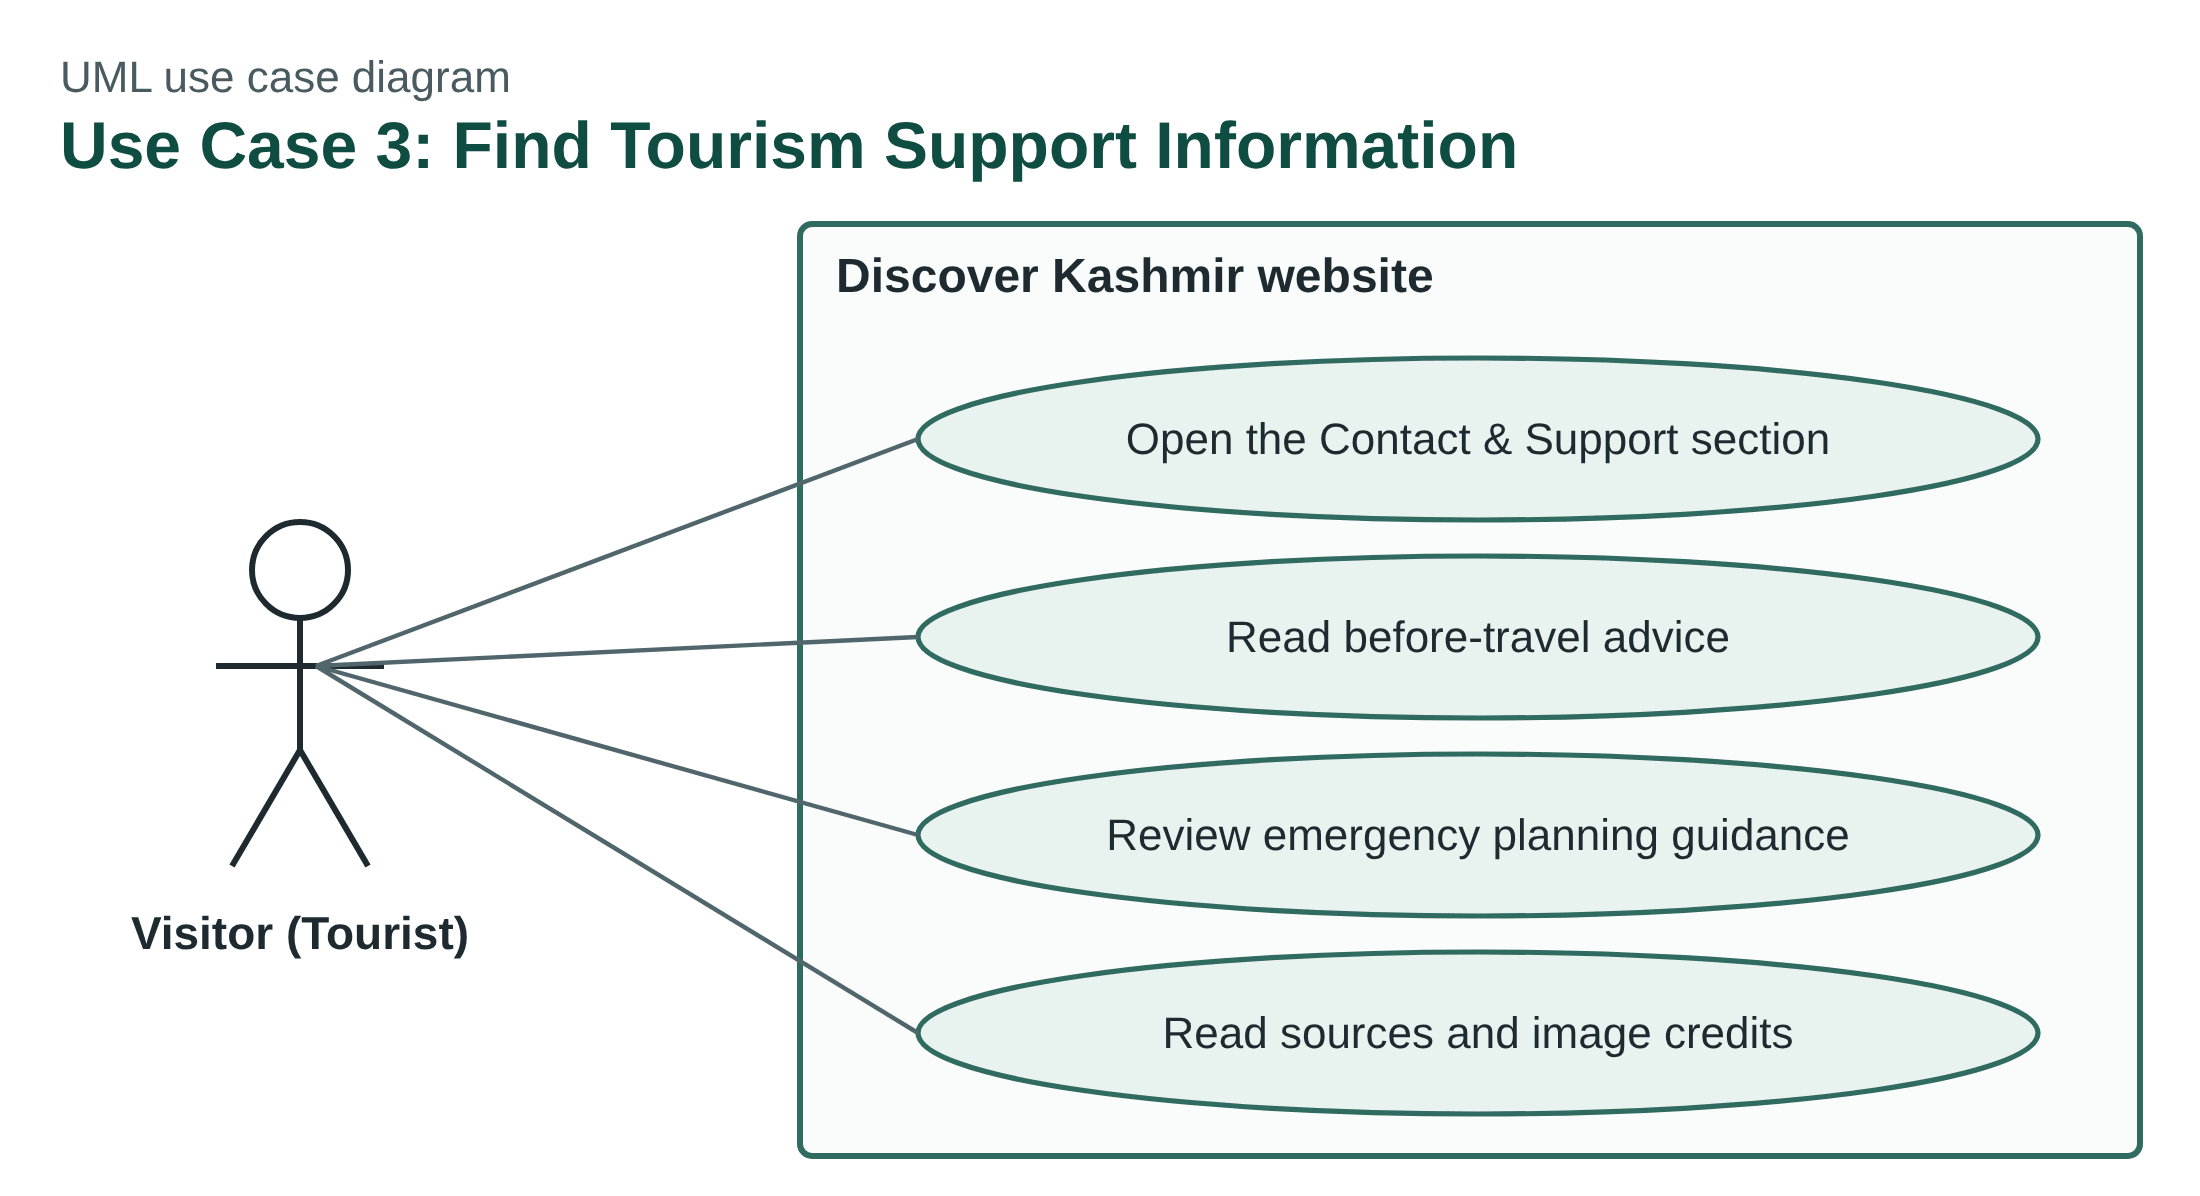 UML use case diagram
Use Case 3: Find Tourism Support Information
Discover Kashmir website
Open the Contact & Support section
Read before-travel advice
Review emergency planning guidance
Visitor (Tourist)
Read sources and image credits